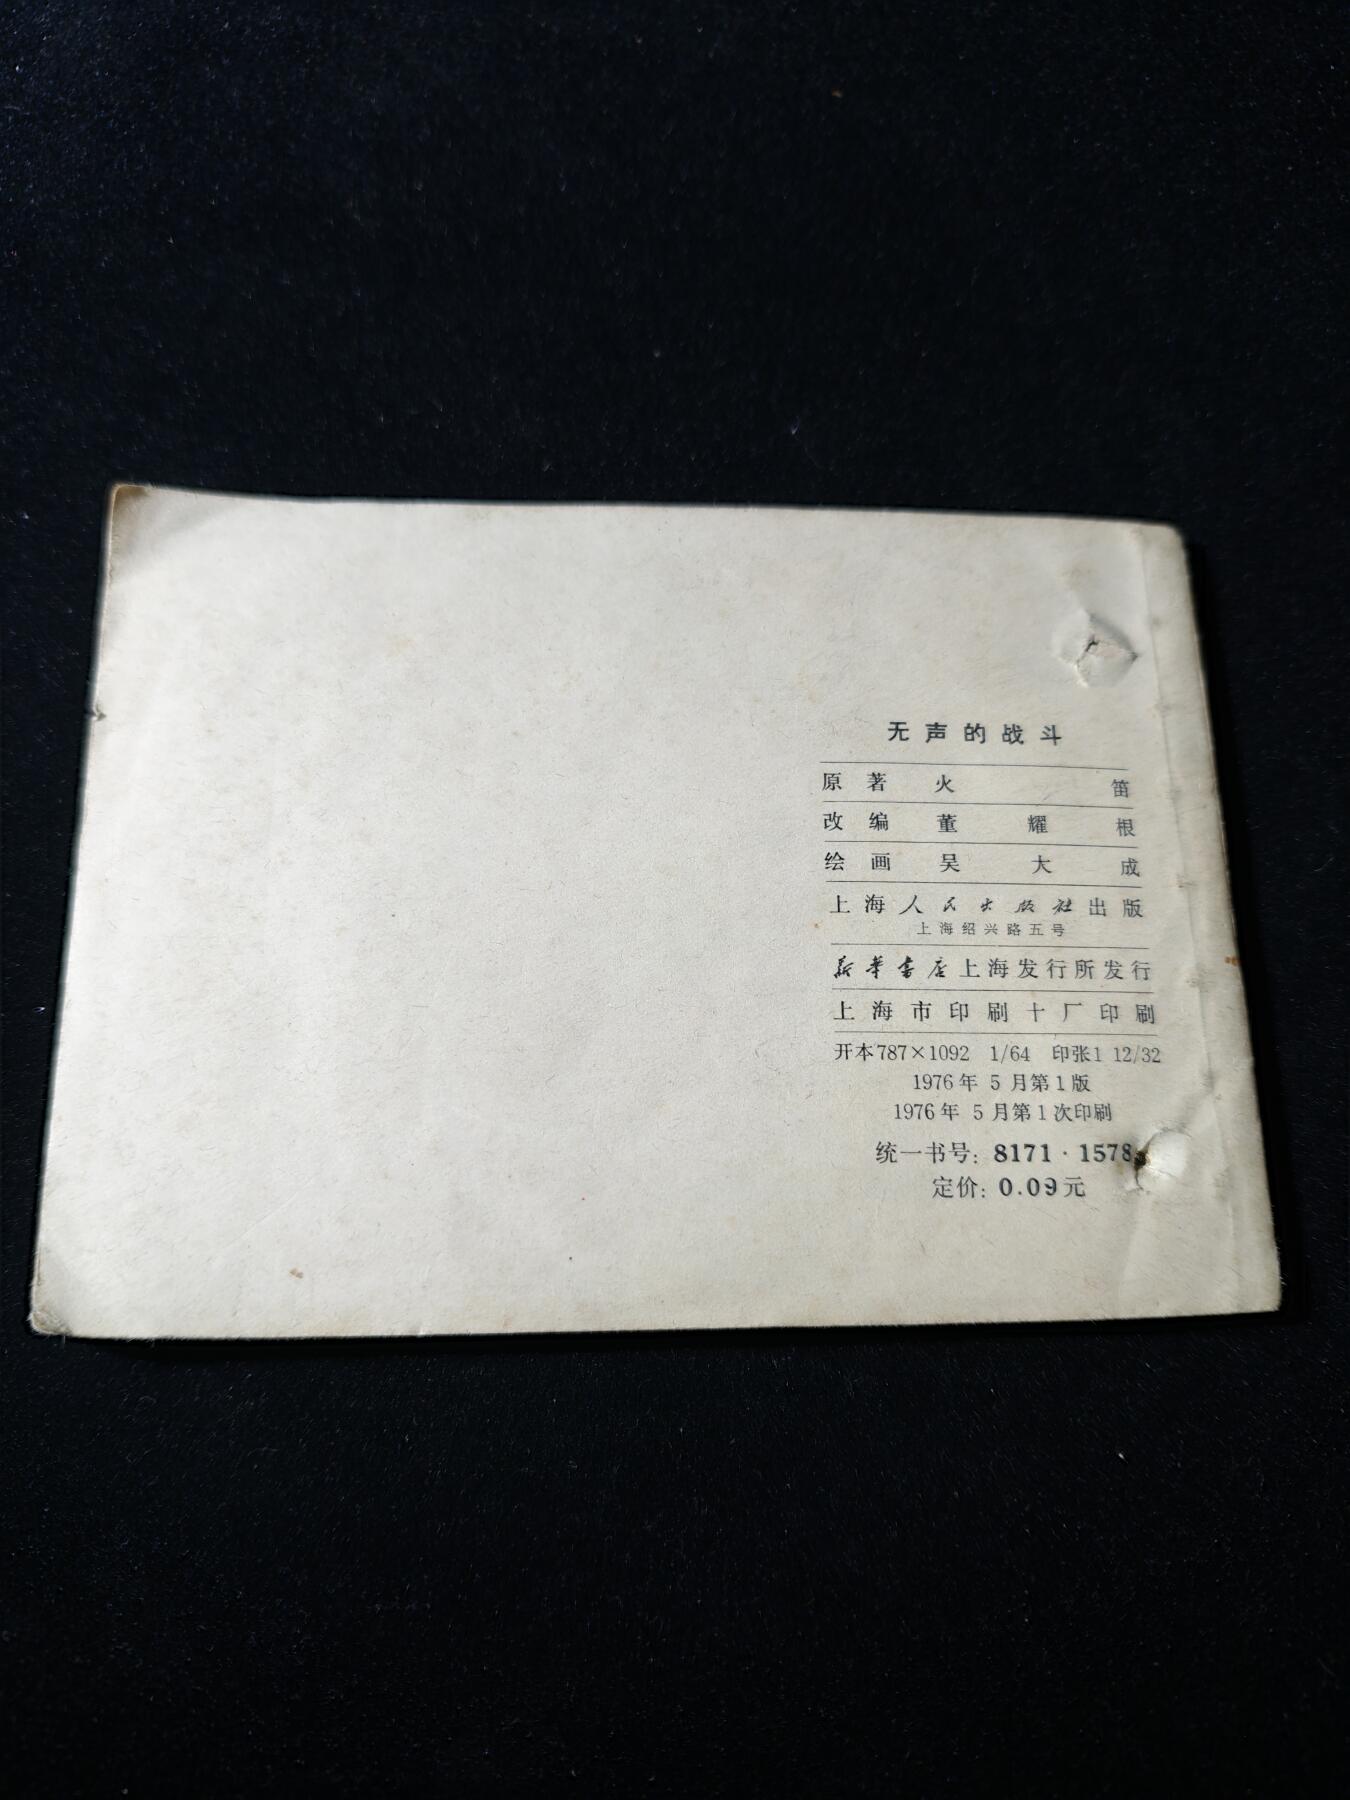 无声的战斗
原著 火笛
改编 董耀根
绘画 吴大成
上海人民出版社出版
上海绍兴路五号
新华书店上海发行所发行
上海市印刷十厂印刷
开本787×1092 1/64 印张1 12/32
1976年5月第1版
1976年5月第1次印刷
统一书号: 8171·1578
定价: 0.09元